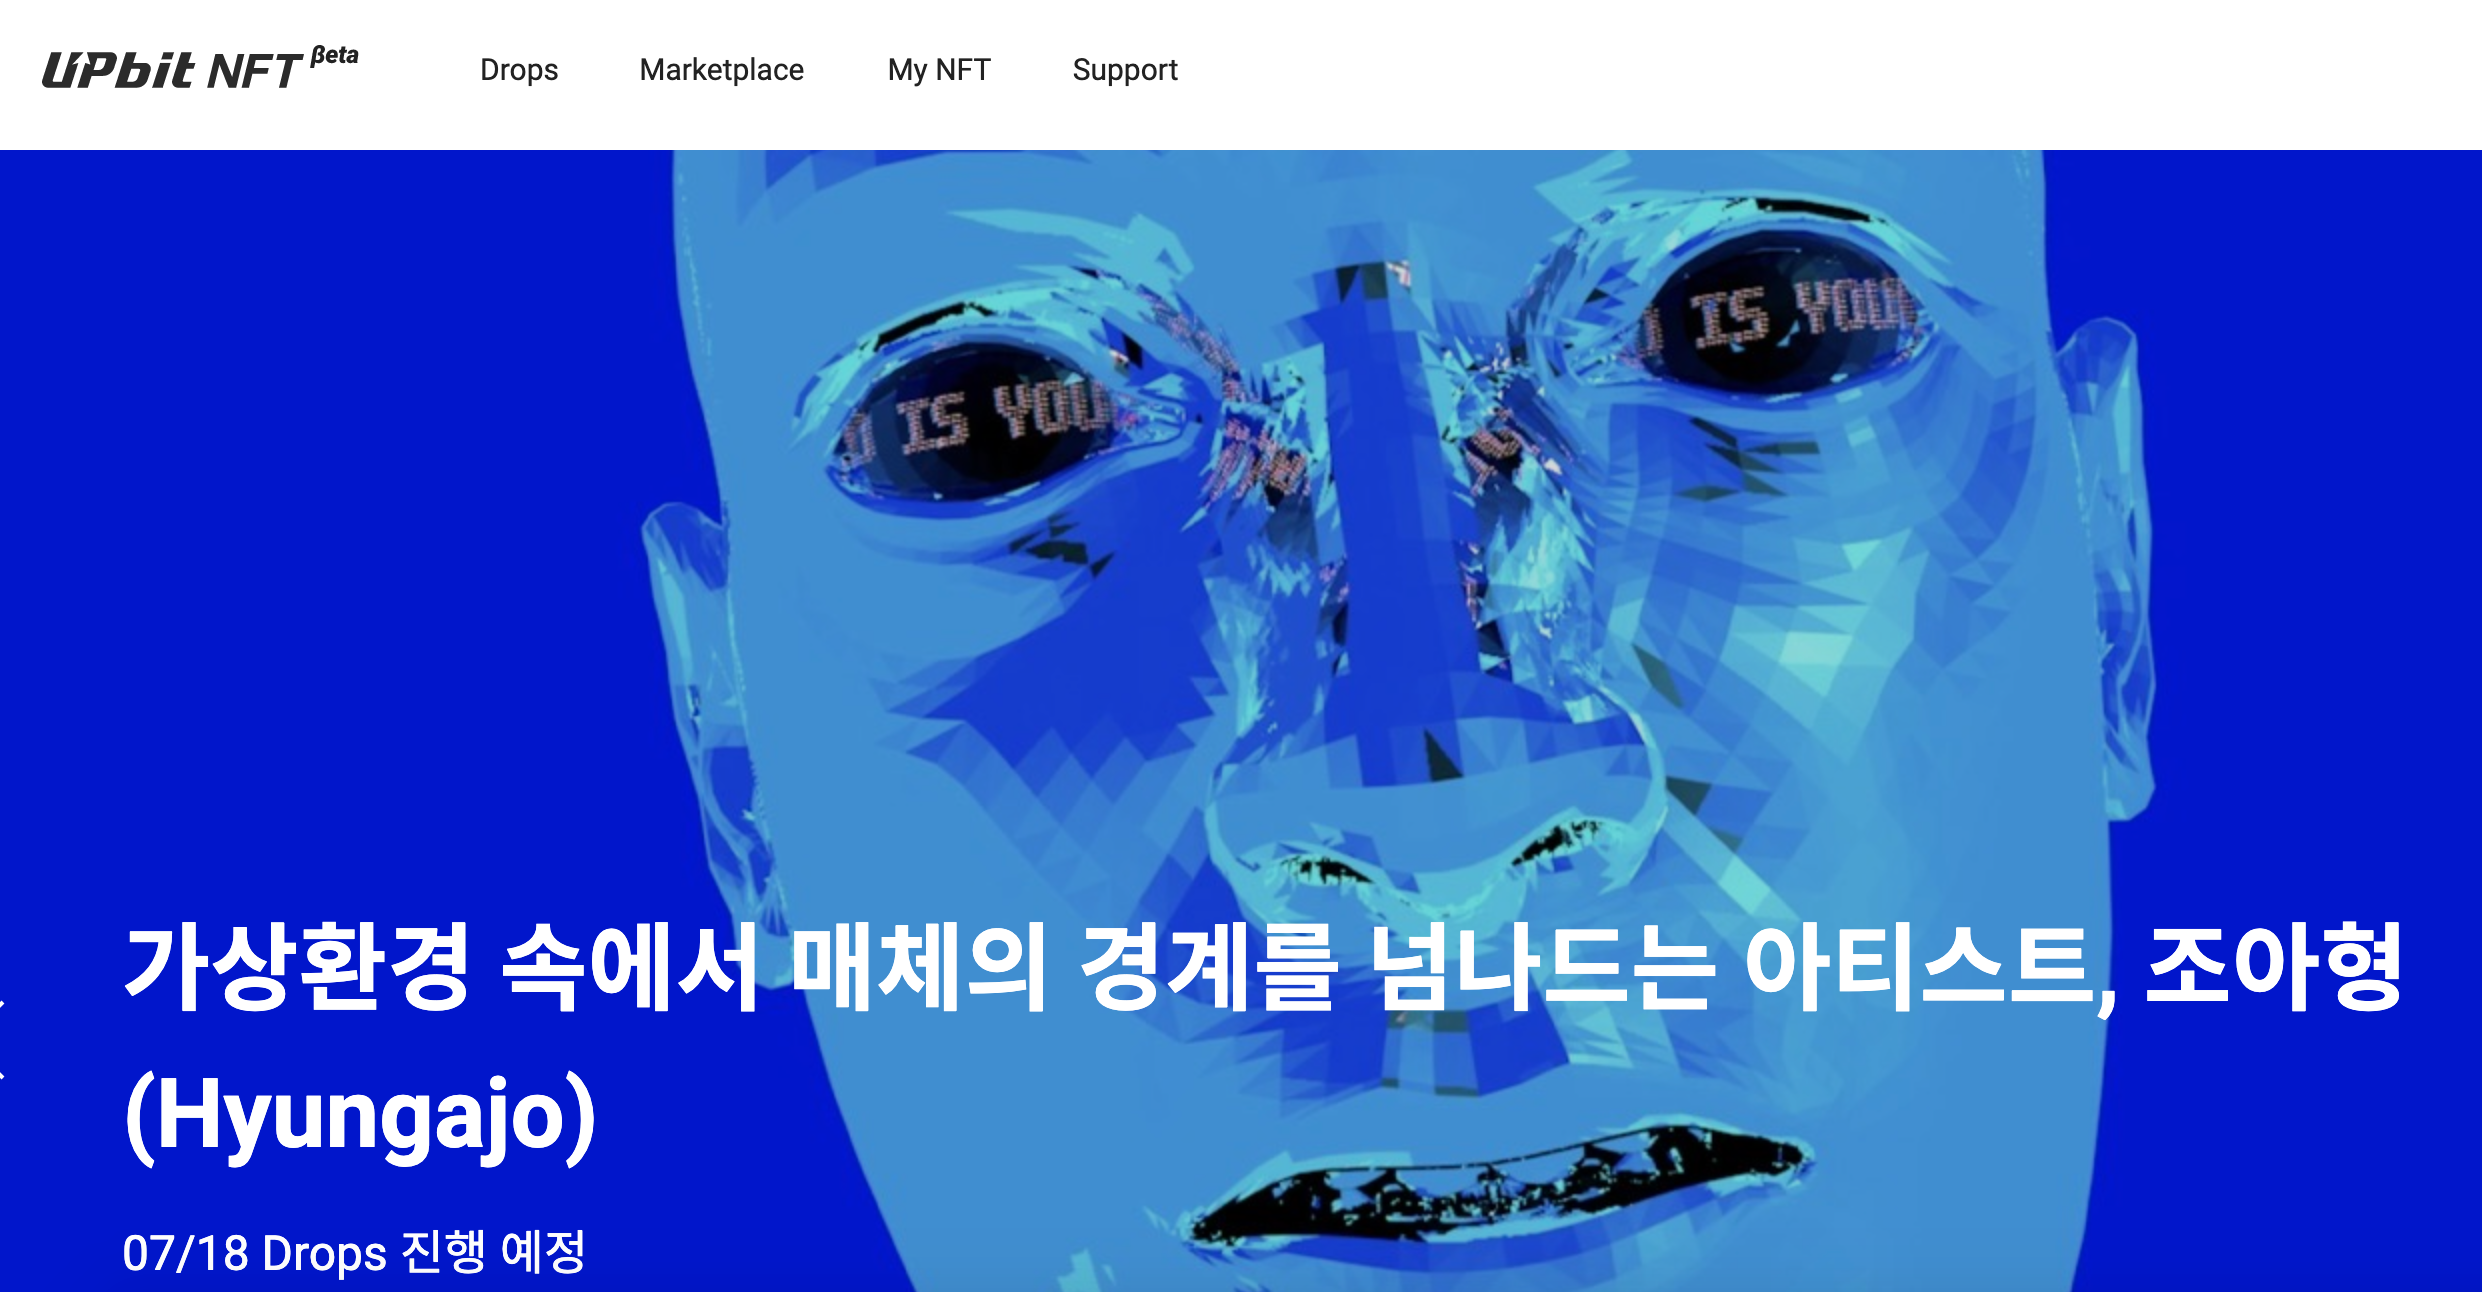 UPbit NFT βeta
Drops Marketplace My NFT Support
IS YOU
IS YOU
가상환경 속에서 매체의 경계를 넘나드는 아티스트, 조아형
(Hyungajo)
07/18 Drops 진행 예정